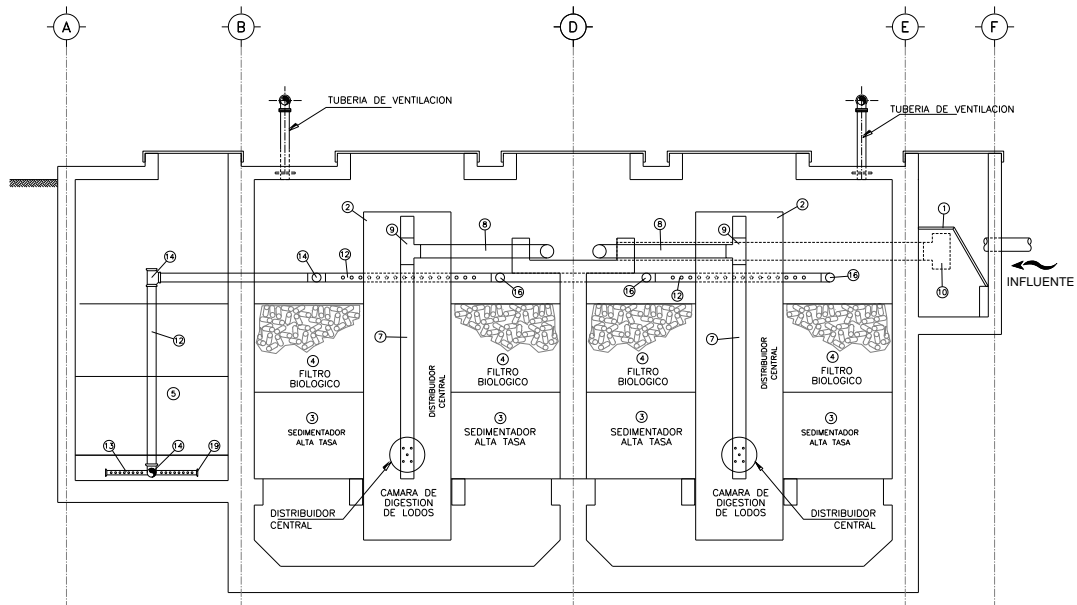 A
B
D
E
F
TUBERIA DE VENTILACION
TUBERIA DE VENTILACION
2
9
8
8
9
2
1
14
14
12
16
16
12
16
10
INFLUENTE
12
7
7
4
FILTRO
BIOLOGICO
4
FILTRO
BIOLOGICO
4
FILTRO
BIOLOGICO
4
FILTRO
BIOLOGICO
DISTRIBUIDOR
CENTRAL
DISTRIBUIDOR
CENTRAL
5
3
SEDIMENTADOR
ALTA TASA
3
SEDIMENTADOR
ALTA TASA
3
SEDIMENTADOR
ALTA TASA
3
SEDIMENTADOR
ALTA TASA
13
14
19
CAMARA DE
DIGESTION
DE LODOS
CAMARA DE
DIGESTION
DE LODOS
DISTRIBUIDOR
CENTRAL
DISTRIBUIDOR
CENTRAL